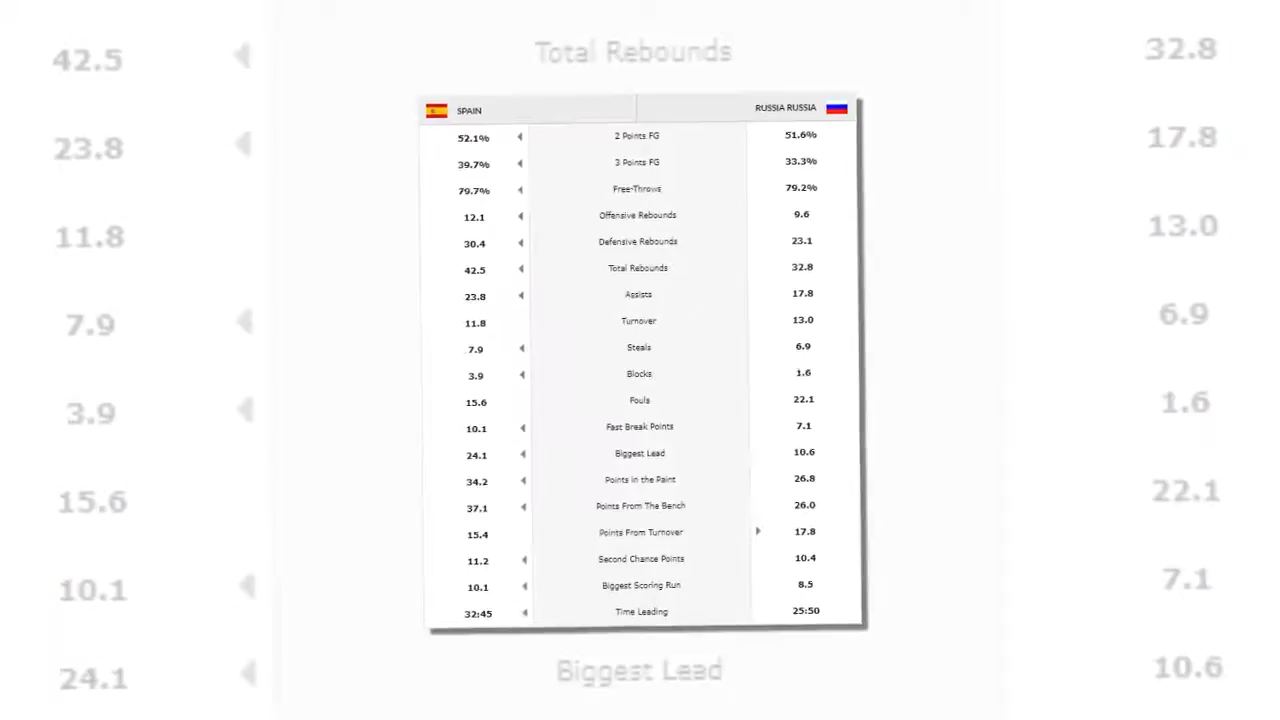 Total Rebounds
42.5 32.8
23.8 17.8
11.8 13.0
7.9 6.9
3.9 1.6
15.6 22.1
10.1 7.1
24.1 10.6
Biggest Lead
SPAIN RUSSIA RUSSIA
52.1% 2 Points FG 51.6%
39.7% 3 Points FG 33.3%
79.7% Free-Throws 79.2%
12.1 Offensive Rebounds 9.6
30.4 Defensive Rebounds 23.1
42.5 Total Rebounds 32.8
23.8 Assists 17.8
11.8 Turnover 13.0
7.9 Steals 6.9
3.9 Blocks 1.6
15.6 Fouls 22.1
10.1 Fast Break Points 7.1
24.1 Biggest Lead 10.6
34.2 Points in the Paint 26.8
37.1 Points From The Bench 26.0
15.4 Points From Turnover 17.8
11.2 Second Chance Points 10.4
10.1 Biggest Scoring Run 8.5
32:45 Time Leading 25:50